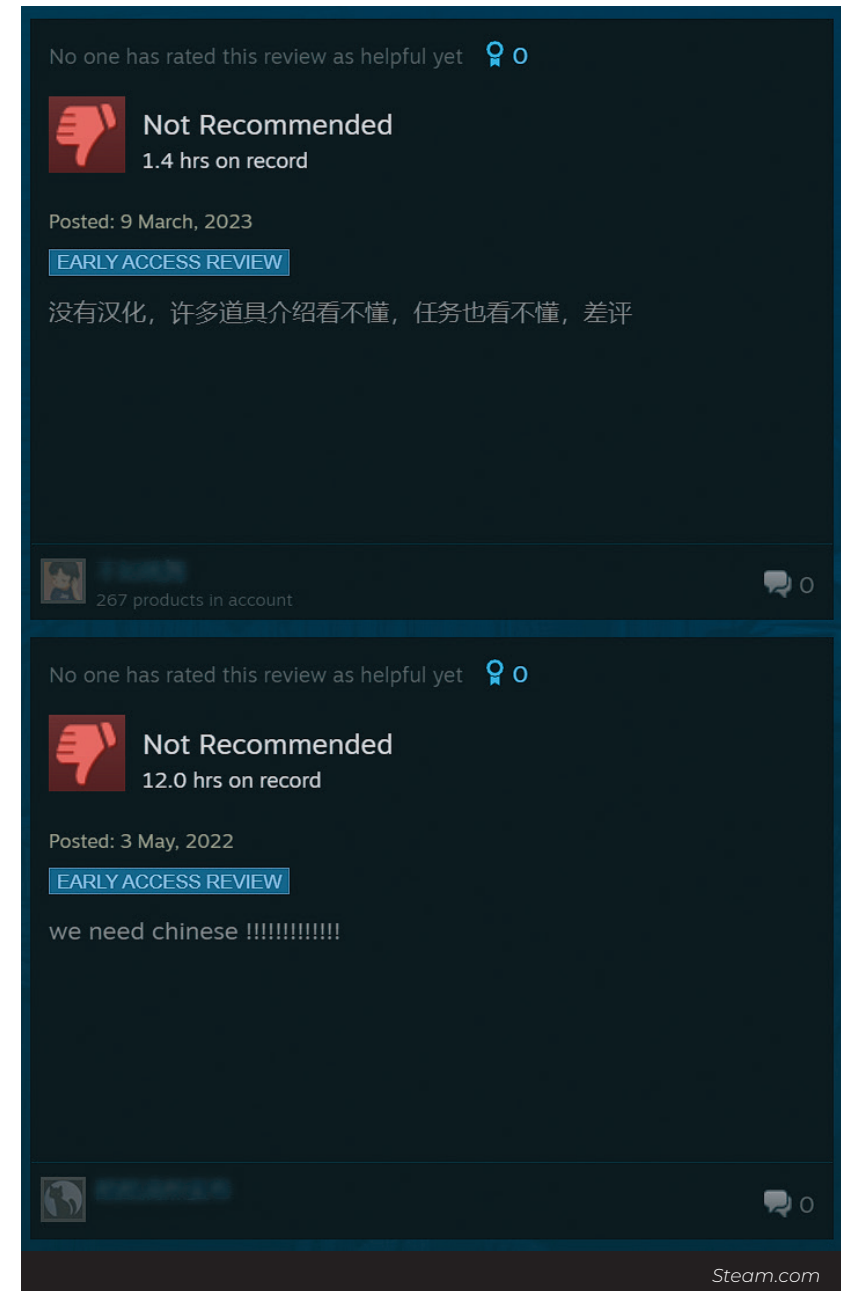 No one has rated this review as helpful yet 0
Not Recommended
1.4 hrs on record
Posted: 9 March, 2023
EARLY ACCESS REVIEW
没有汉化，许多道具介绍看不懂，任务也看不懂，差评
267 products in account
0
No one has rated this review as helpful yet 0
Not Recommended
12.0 hrs on record
Posted: 3 May, 2022
EARLY ACCESS REVIEW
we need chinese !!!!!!!!!!!!!
0
Steam.com